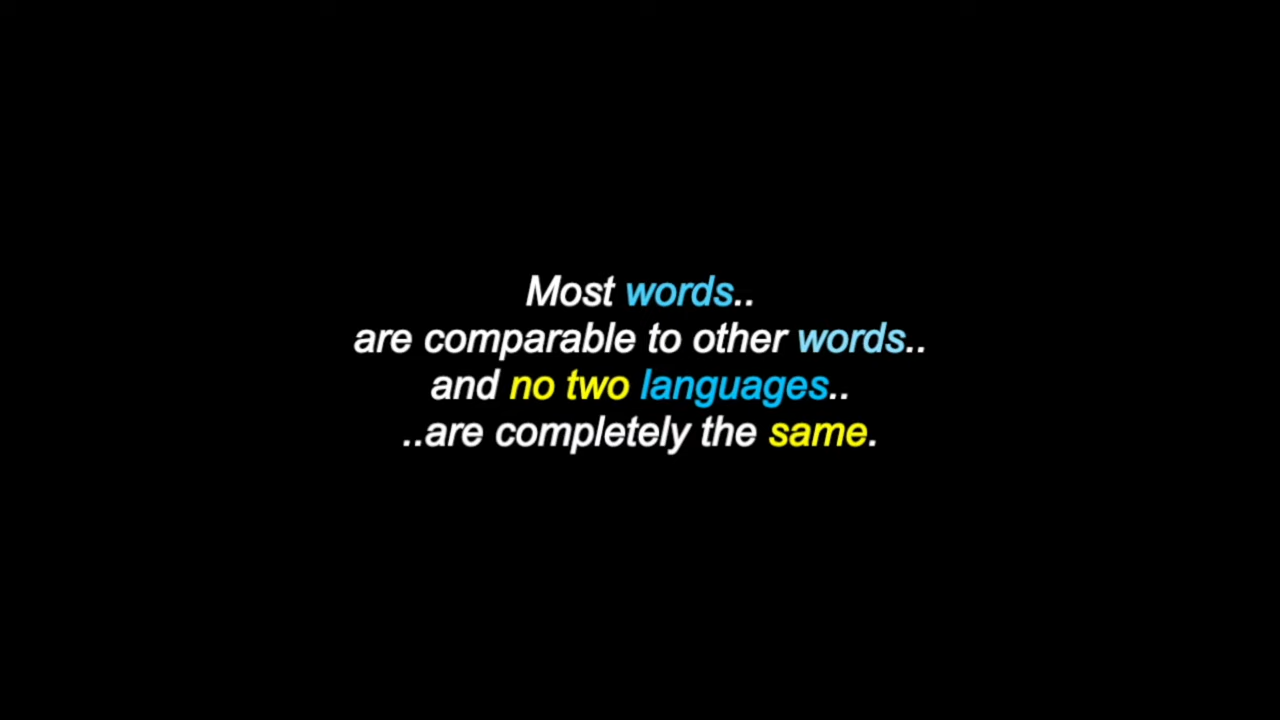 Most words..
are comparable to other words..
and no two languages..
..are completely the same.